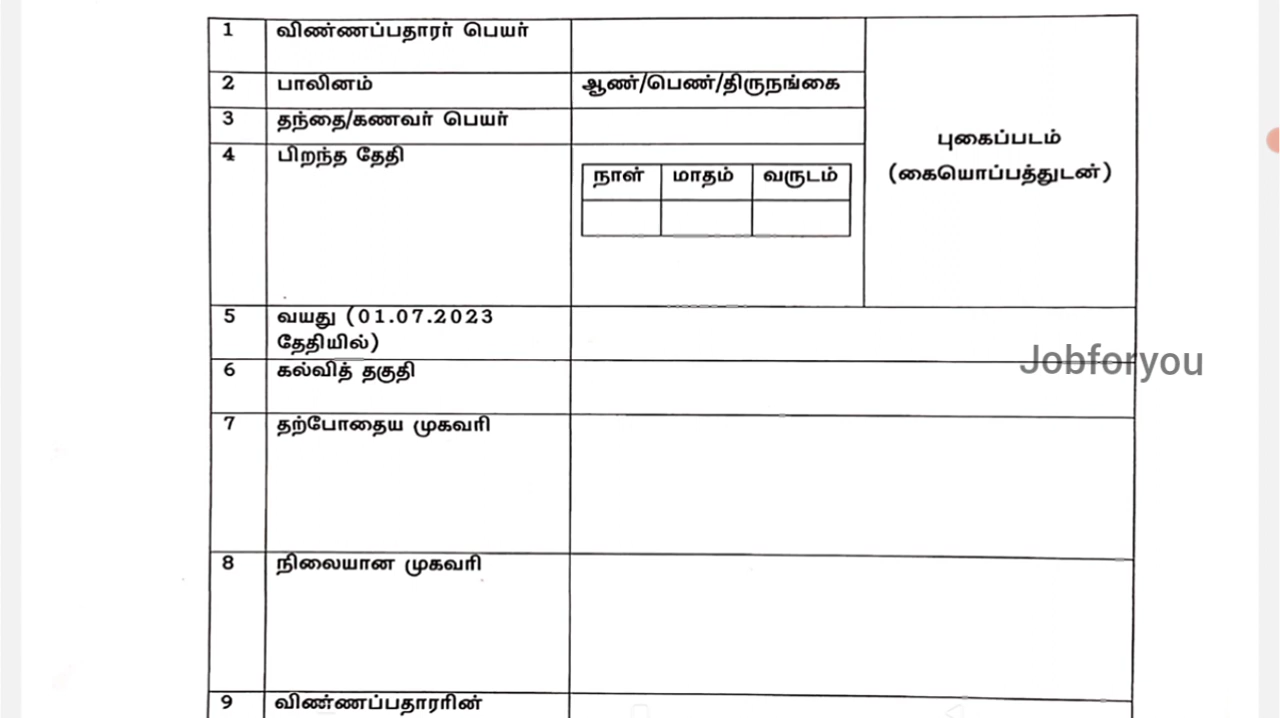 1 விண்ணப்பதாரர் பெயர்
2 பாலினம் ஆண்/பெண்/திருநங்கை
3 தந்தை/கணவர் பெயர்
புகைப்படம்
(கையொப்பத்துடன்)
4 பிறந்த தேதி
நாள் மாதம் வருடம்
5 வயது (01.07.2023
தேதியில்)
Jobforyou
6 கல்வித் தகுதி
7 தற்போதைய முகவரி
8 நிலையான முகவரி
9 விண்ணப்பதாரரின்